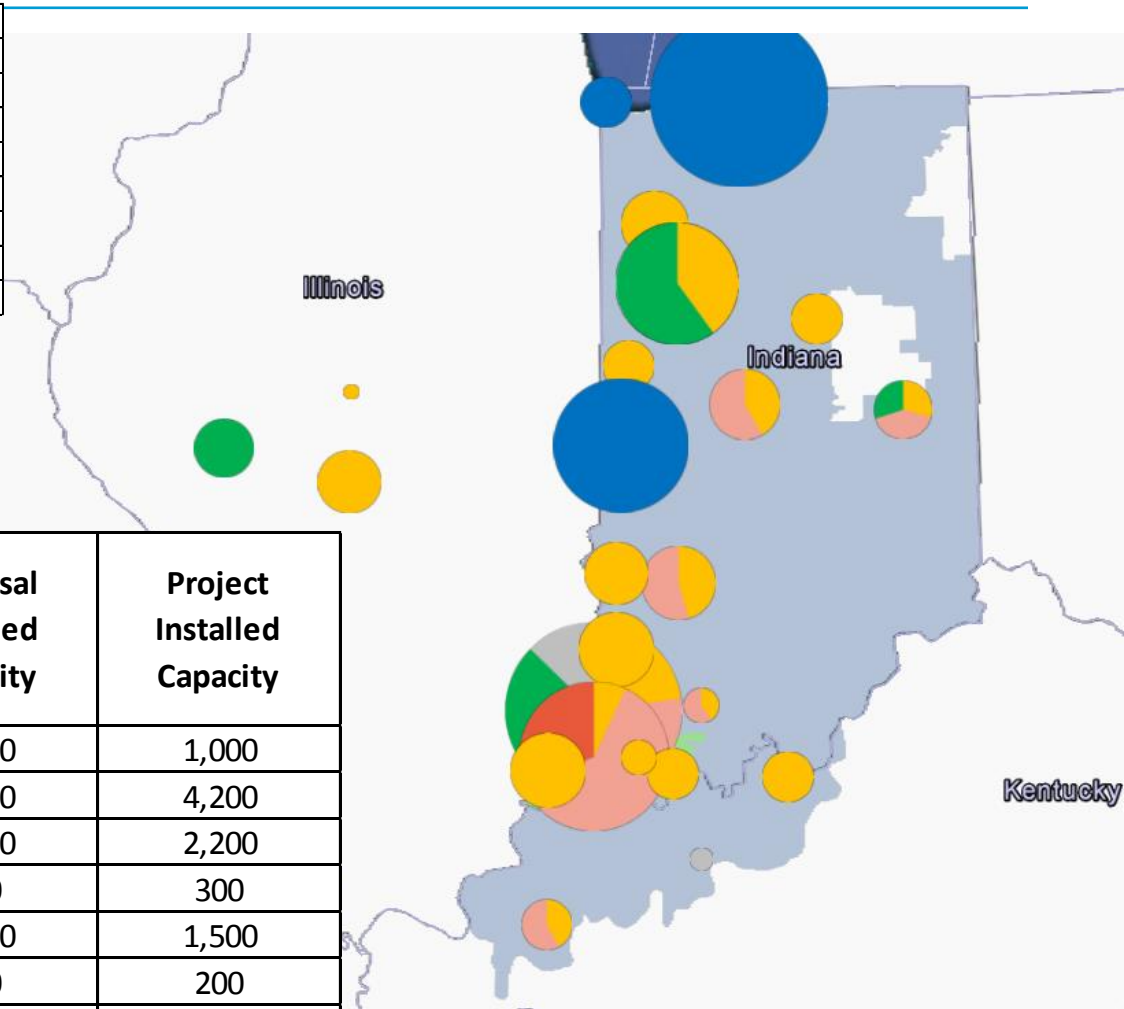 Illinois
Indiana
Kentucky
Project
Installed
Capacity
1,000
4,200
2,200
300
1,500
200